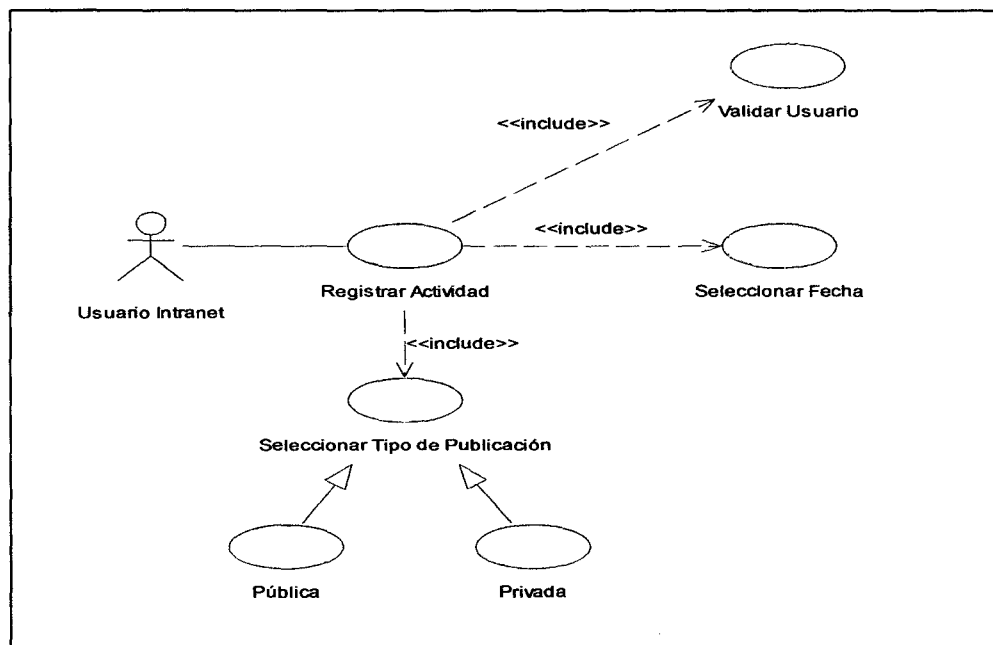 Validar Usuario
<<include>>
<<include>>
Usuario Intranet
Registrar Actividad
Seleccionar Fecha
<<include>>
Seleccionar Tipo de Publicación
Pública
Privada